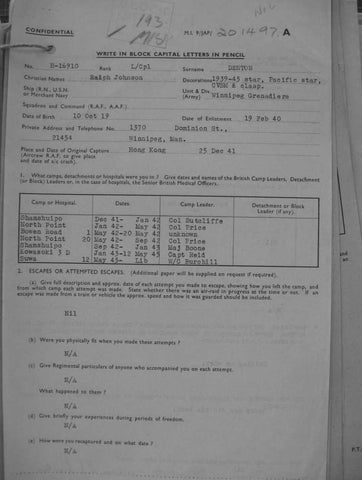 CONFIDENTIAL
193
M.I. 9/JAP/ 201497 A
WRITE IN BLOCK CAPITAL LETTERS IN PENCIL
No. H-16910 Rank L/Cpl Surname DENTON
Christian Names Ralph Johnson Decorations 1939-45 star, Pacific star,
CVSM & clasp.
Ship (R.N., U.S.N. or Merchant Navy
Unit & Div. (Army) Winnipeg Grenadiers
Squadron and Command (R.A.F., A.A.F.)
Date of Birth 10 Oct 19 Date of Enlistment 19 Feb 40
Private Address and Telephone No. 1370 Dominion St.,
21454 Winnipeg, Man.
Place and Date of Original Capture Hong Kong 25 Dec 41
(Aircrew R.A.F. to give place
and date of a/c crash).
1. What camps, detachments or hospitals were you in ? Give dates and names of the British Camp Leaders, Detachment
(or Block) Leaders or, in the case of hospitals, the Senior British Medical Officers.
Camp or Hospital. Dates Camp Leader. Detachment or Block Leader (if any).
Shamshuipo Dec 41- Jan 42 Col Sutcliffe
North Point Jan 42- May 42 Col Price
Bowen Road 1 May 42-20 May 42 unknown
North Point 20 May 42- Sep 42 Col Price
Shamshuipo Sep 42- Jan 43 Maj Boone
Kowasuki 3 D Jan 43-12 May 45 Capt Reid
Suwa 12 May 45- Lib W/C Burchill
2. ESCAPES OR ATTEMPTED ESCAPES. (Additional paper will be supplied on request if required).
(a) Give full description and approx. date of each attempt you made to escape, showing how you left the camp, and
from which camp each attempt was made. State whether there was an air-raid in progress at the time or not. If an
escape was made from a train or vehicle the approx. speed and how it was guarded should be included.
Nil
(b) Were you physically fit when you made these attempts ?
N/A
(c) Give Regimental particulars of anyone who accompanied you on each attempt.
N/A
What happened to them ?
N/A
(d) Give briefly your experiences during periods of freedom.
N/A
(e) How were you recaptured and on what date ?
N/A
P.T.